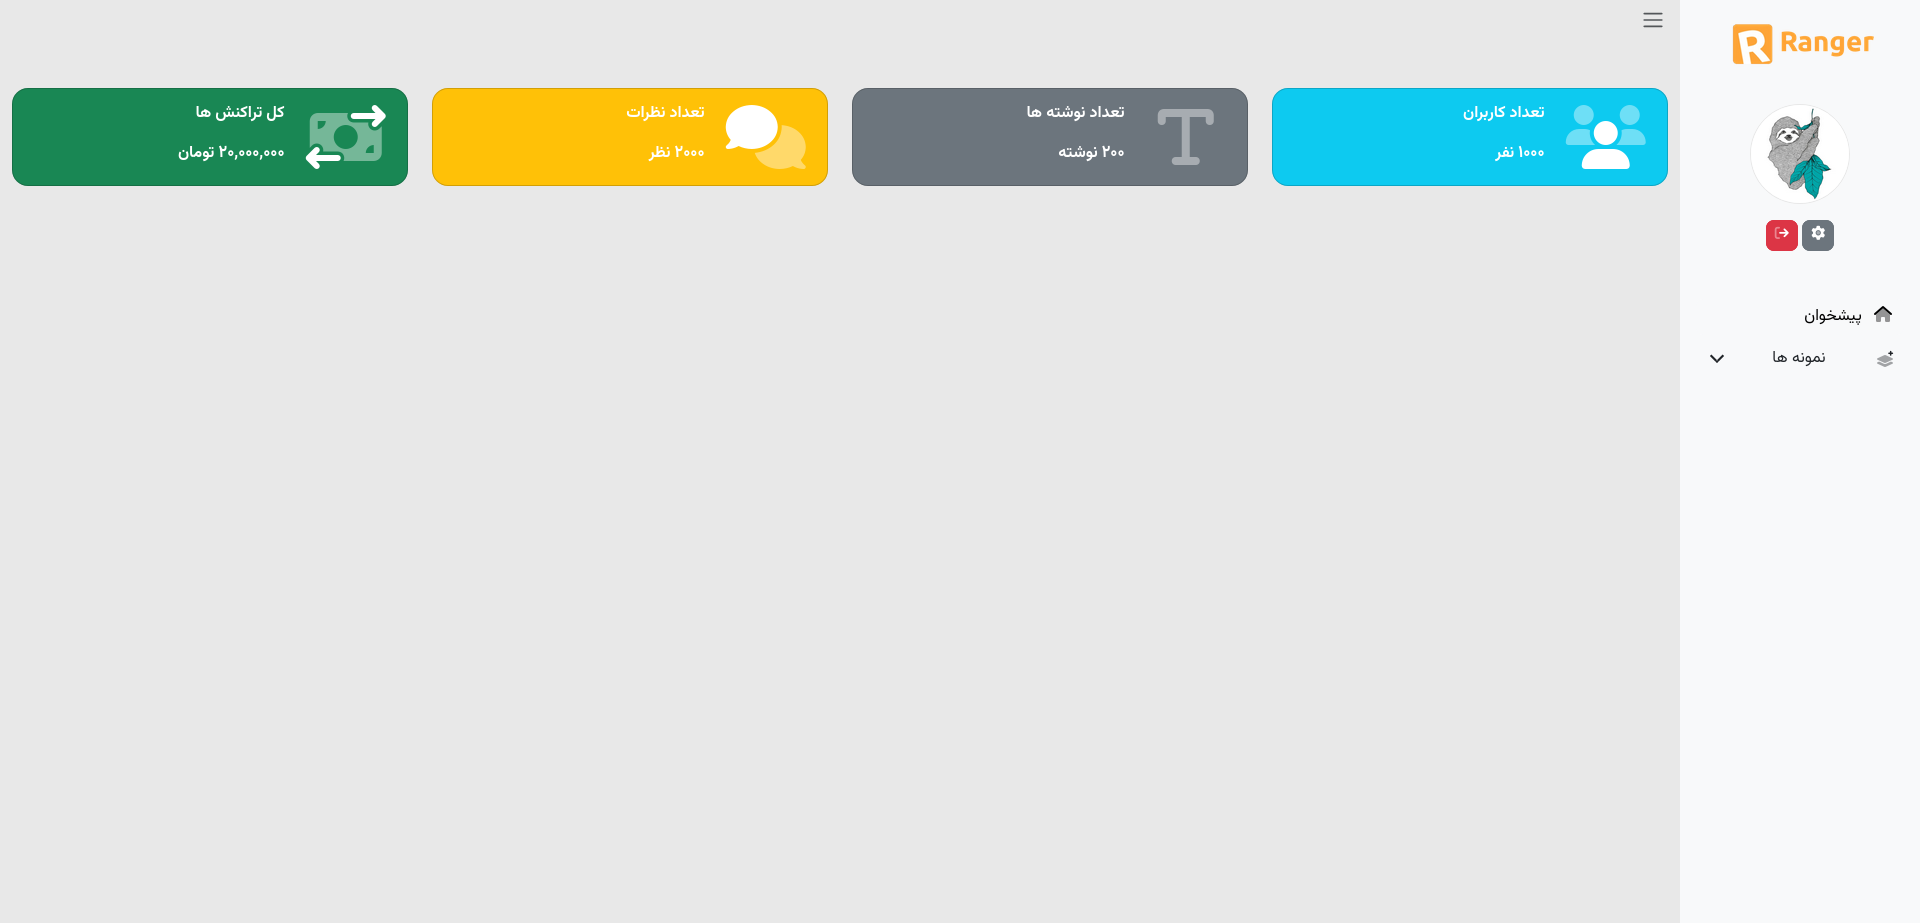 Ranger
پیشخوان
نمونه ها
تعداد کاربران
۱۰۰۰ نفر
تعداد نوشته ها
۲۰۰ نوشته
تعداد نظرات
۲۰۰۰ نظر
کل تراکنش ها
۲۰,۰۰۰,۰۰۰ تومان